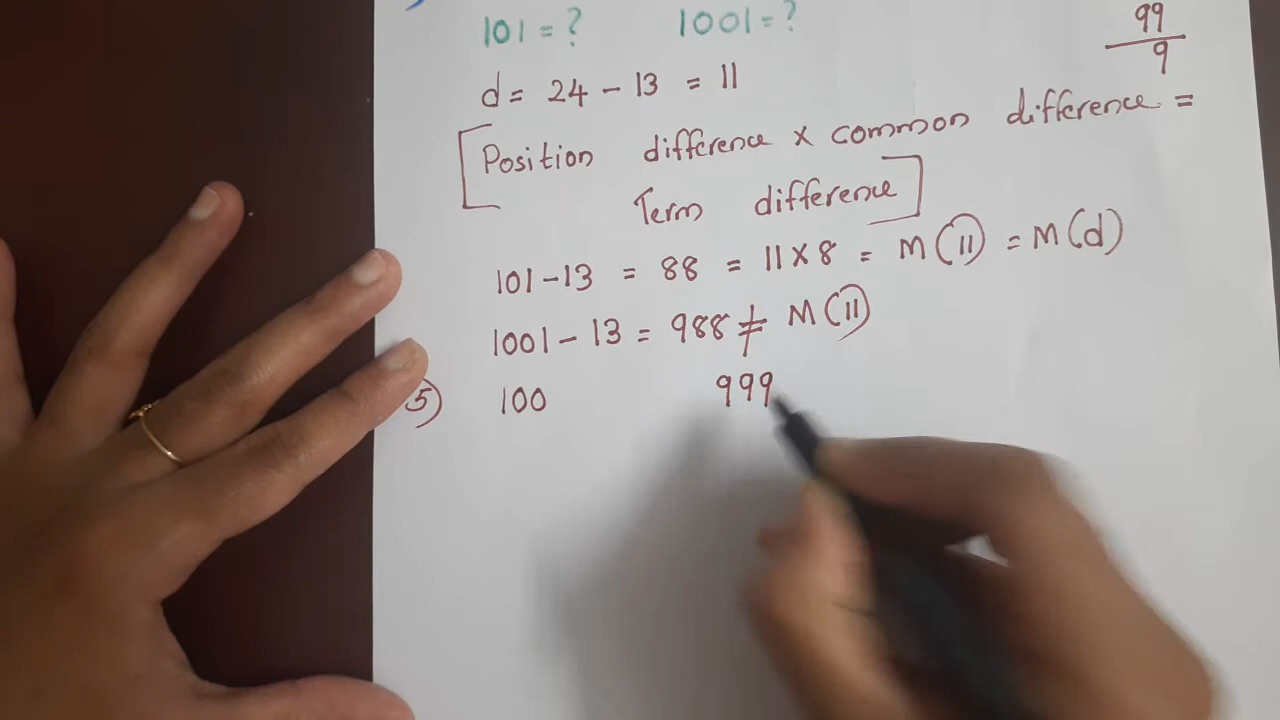 101 = ? 1001 = ?
99
9
d = 24 - 13 = 11
[Position difference x common difference =
Term difference]
101 - 13 = 88 = 11 x 8 = M(11) = M(d)
1001 - 13 = 988 ≠ M(11)
5) 100 999